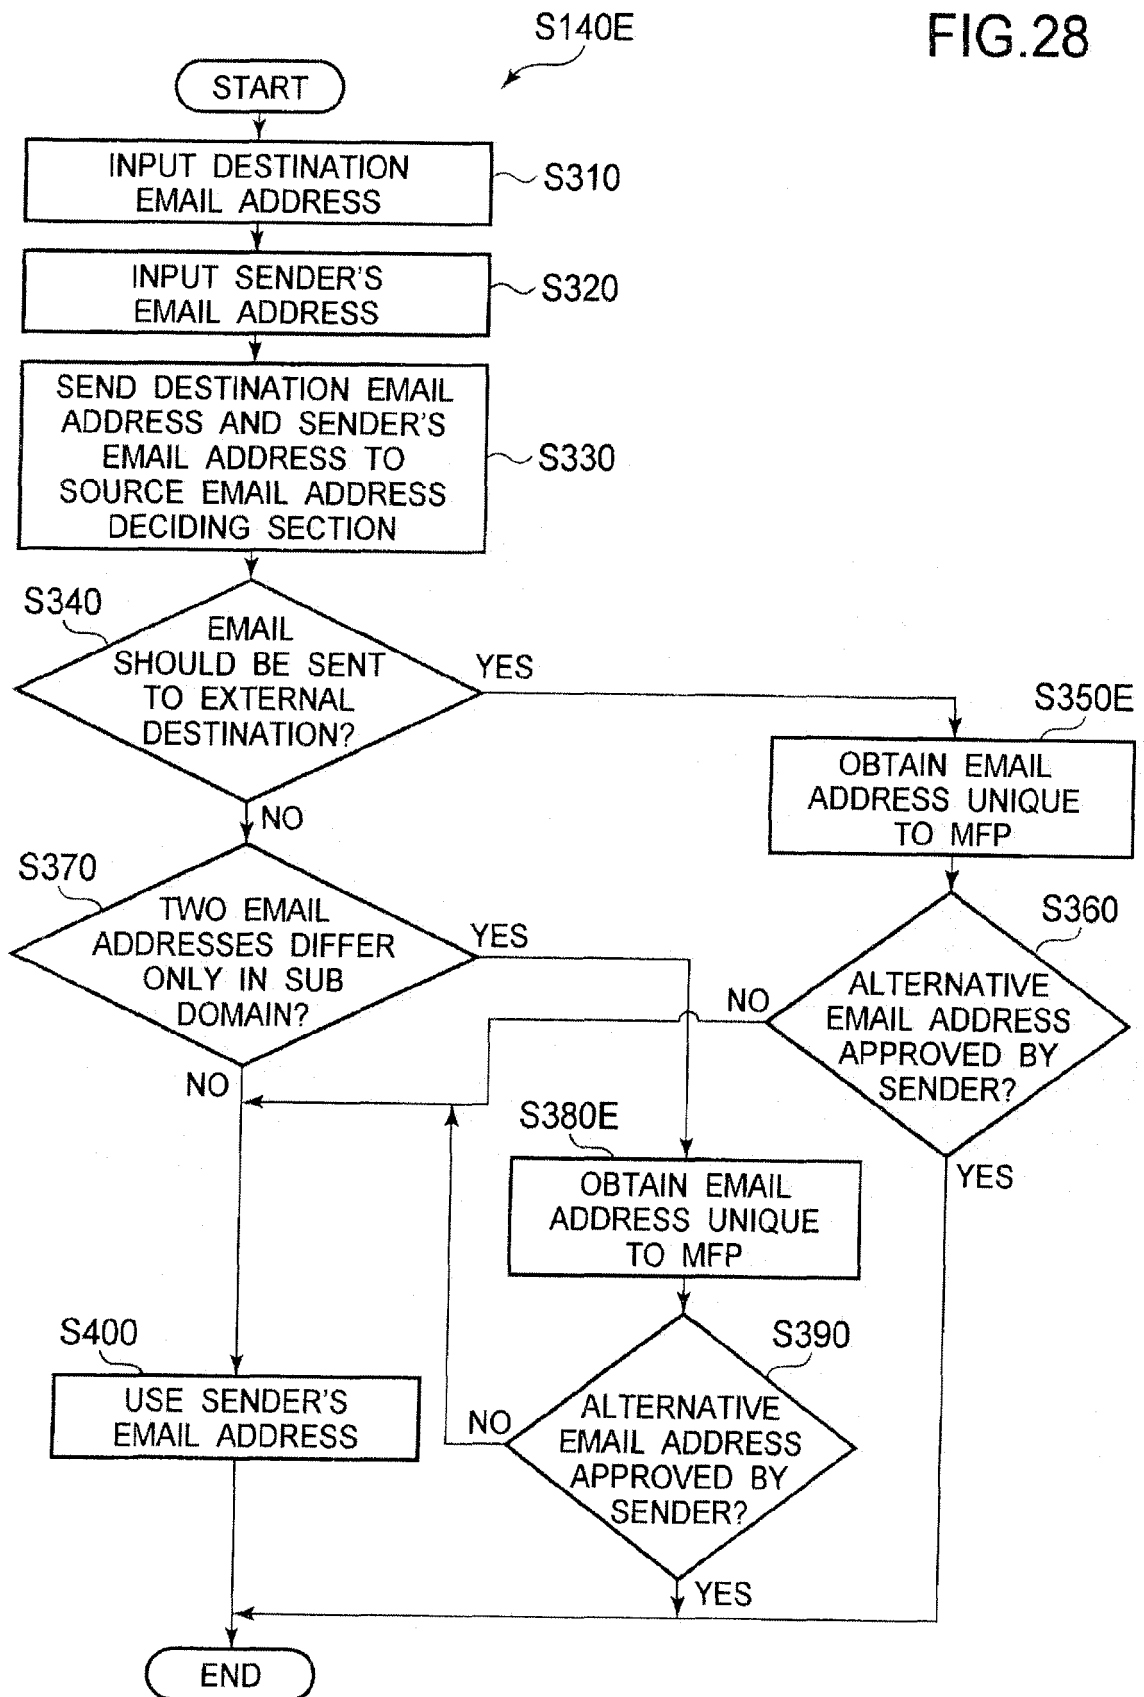 S140E
FIG.28
START
INPUT DESTINATION
EMAIL ADDRESS
S310
INPUT SENDER'S
EMAIL ADDRESS
S320
SEND DESTINATION EMAIL
ADDRESS AND SENDER'S
EMAIL ADDRESS TO
SOURCE EMAIL ADDRESS
DECIDING SECTION
S330
S340
EMAIL
SHOULD BE SENT
TO EXTERNAL
DESTINATION?
YES
NO
S350E
OBTAIN EMAIL
ADDRESS UNIQUE
TO MFP
S370
TWO EMAIL
ADDRESSES DIFFER
ONLY IN SUB
DOMAIN?
YES
NO
S360
ALTERNATIVE
EMAIL ADDRESS
APPROVED BY
SENDER?
NO
YES
S380E
OBTAIN EMAIL
ADDRESS UNIQUE
TO MFP
S390
ALTERNATIVE
EMAIL ADDRESS
APPROVED BY
SENDER?
NO
YES
S400
USE SENDER'S
EMAIL ADDRESS
END